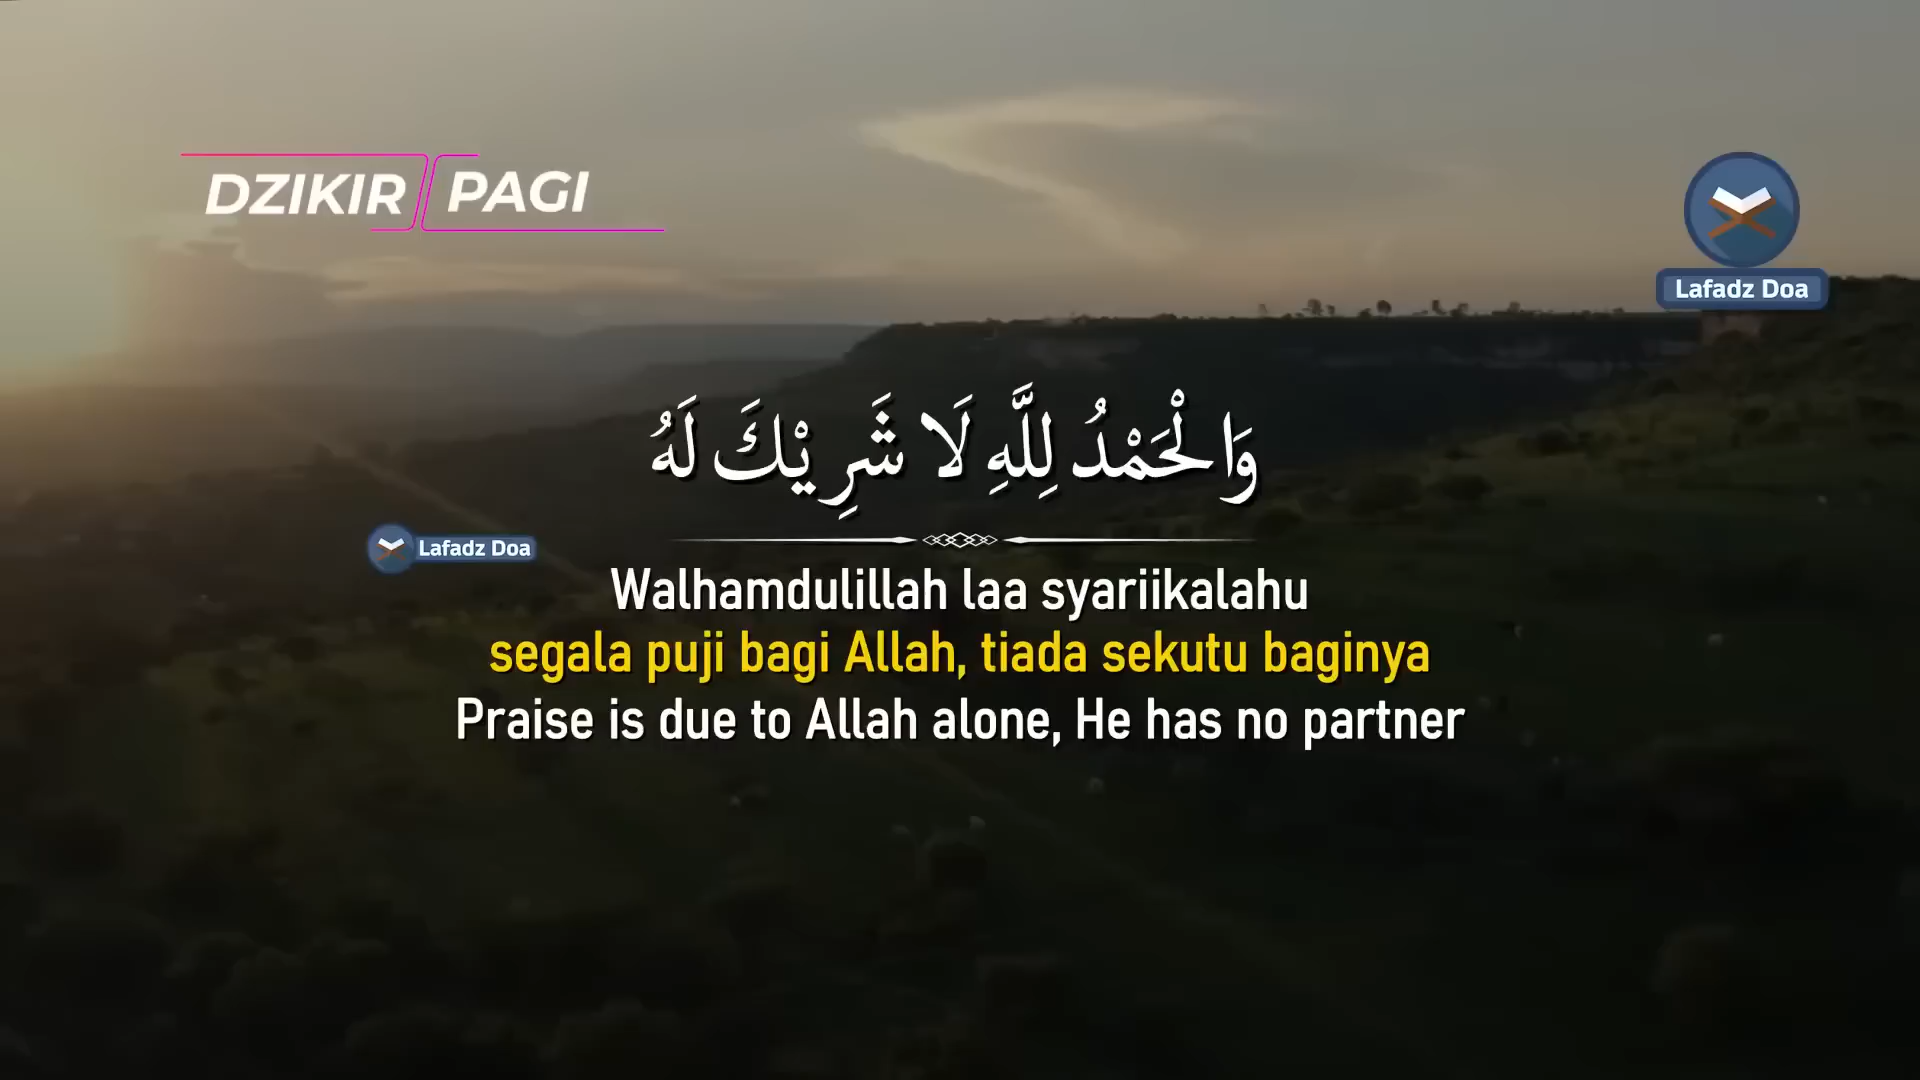 DZIKIR PAGI
Lafadz Doa
وَالْحَمْدُ لِلَّهِ لَا شَرِيْكَ لَهُ
Lafadz Doa
Walhamdulillah laa syariikalahu
segala puji bagi Allah, tiada sekutu baginya
Praise is due to Allah alone, He has no partner